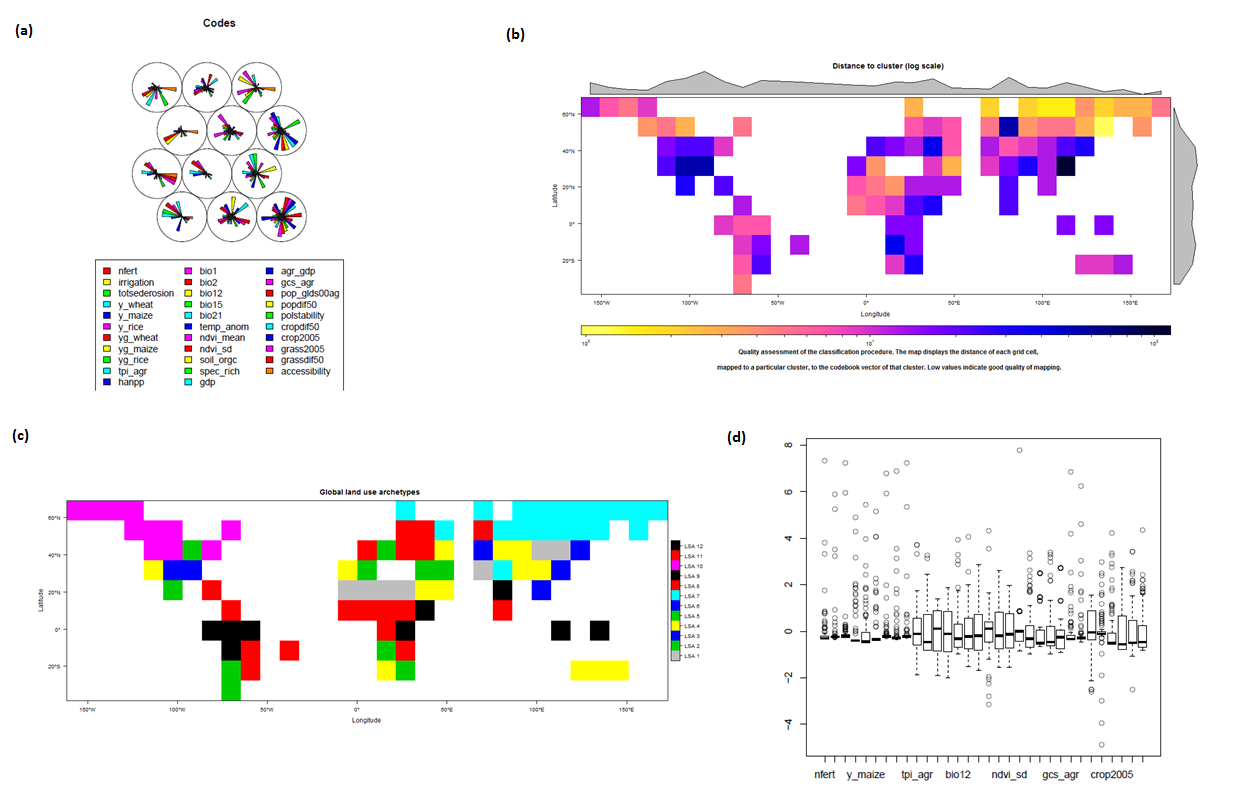 (a)
Codes
nfert bio1 agr_gdp
irrigation bio2 gcs_agr
totsederosion bio12 pop_glds00ag
y_wheat bio15 popdif50
y_maize bio21 polstability
y_rice temp_anom cropdif50
yg_wheat ndvi_mean crop2005
yg_maize ndvi_sd grass2005
yg_rice soil_orgc grassdif50
tpi_agr spec_rich accessibility
hanpp gdp
(b)
Distance to cluster (log scale)
60°N
40°N
20°N
0°
20°S
Latitude
150°W 100°W 50°W 0° 50°E 100°E 150°E
Longitude
Quality assessment of the classification procedure. The map displays the distance of each grid cell,
mapped to a particular cluster, to the codebook vector of that cluster. Low values indicate good quality of mapping.
(c)
Global land use archetypes
60°N
40°N
20°N
0°
20°S
Latitude
150°W 100°W 50°W 0° 50°E 100°E 150°E
Longitude
LSA 12
LSA 11
LSA 10
LSA 9
LSA 8
LSA 7
LSA 6
LSA 5
LSA 4
LSA 3
LSA 2
LSA 1
(d)
8
6
4
2
0
−2
−4
nfert y_maize tpi_agr bio12 ndvi_sd gcs_agr crop2005